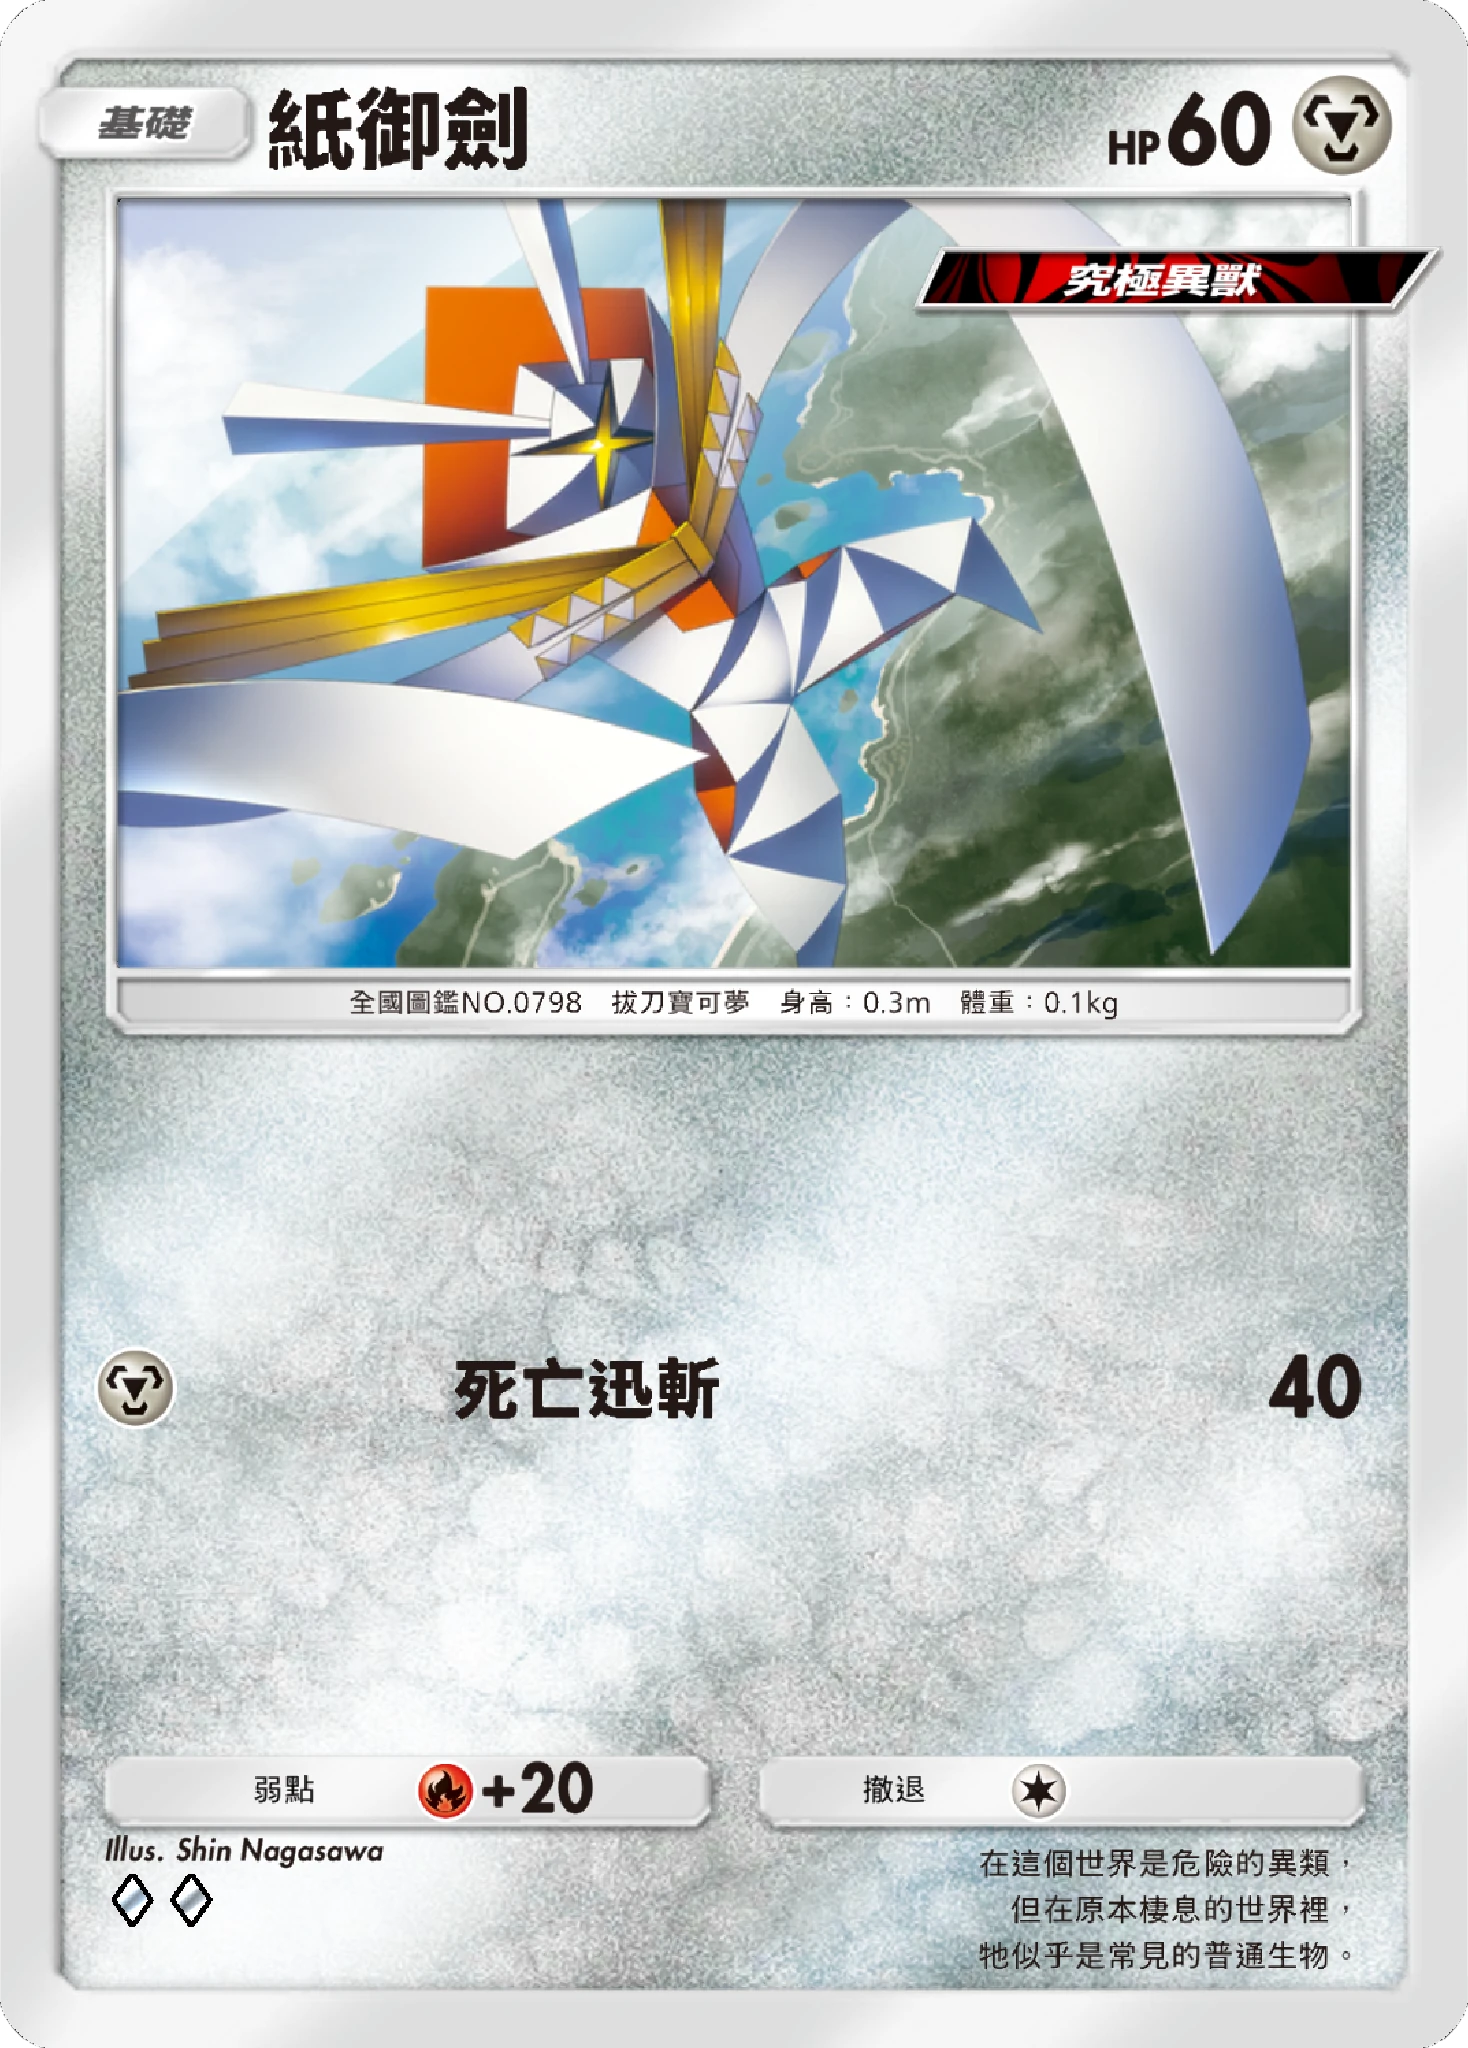 基礎
紙御劍
HP60
究極異獸
全國圖鑑NO.0798 拔刀寶可夢 身高：0.3m 體重：0.1kg
死亡迅斬 40
弱點 +20
撤退
Illus. Shin Nagasawa
在這個世界是危險的異類，
但在原本棲息的世界裡，
牠似乎是常見的普通生物。